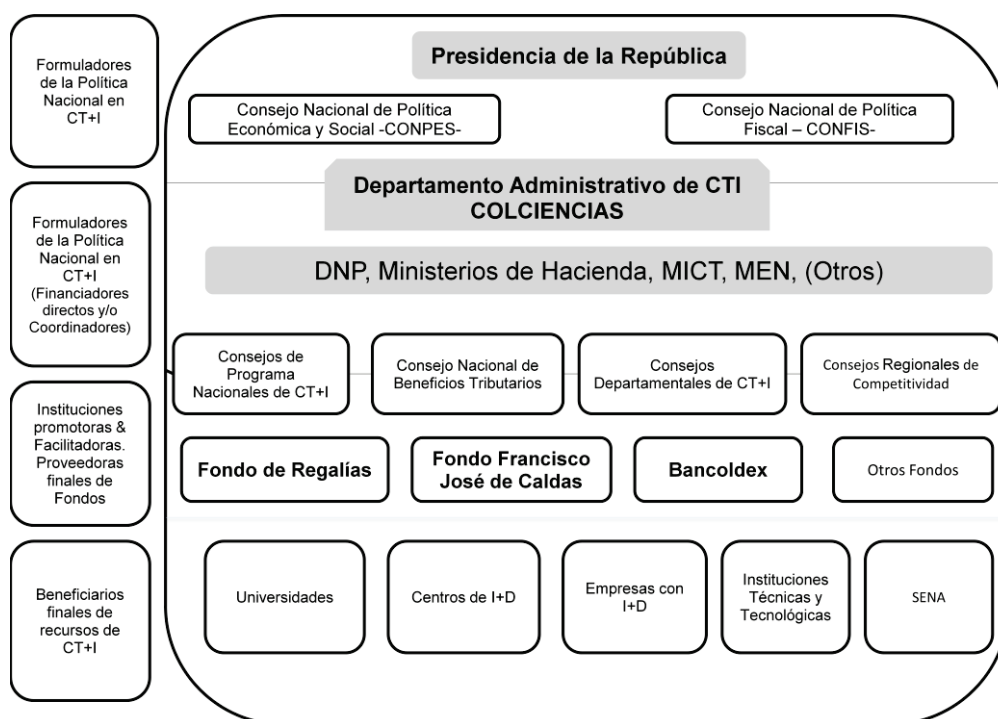 Formuladores
de la Política
Nacional en
CT+I
Presidencia de la República
Consejo Nacional de Política
Económica y Social -CONPES-
Consejo Nacional de Política
Fiscal – CONFIS-
Formuladores
de la Política
Nacional en
CT+I
(Financiadores
directos y/o
Coordinadores)
Departamento Administrativo de CTI
COLCIENCIAS
DNP, Ministerios de Hacienda, MICT, MEN, (Otros)
Consejos de
Programa
Nacionales de CT+I
Consejo Nacional de
Beneficios Tributarios
Consejos
Departamentales de CT+I
Consejos Regionales de
Competitividad
Instituciones
promotoras &
Facilitadoras.
Proveedoras
finales de
Fondos
Fondo de Regalías
Fondo Francisco
José de Caldas
Bancoldex
Otros Fondos
Beneficiarios
finales de
recursos de
CT+I
Universidades
Centros de I+D
Empresas con
I+D
Instituciones
Técnicas y
Tecnológicas
SENA